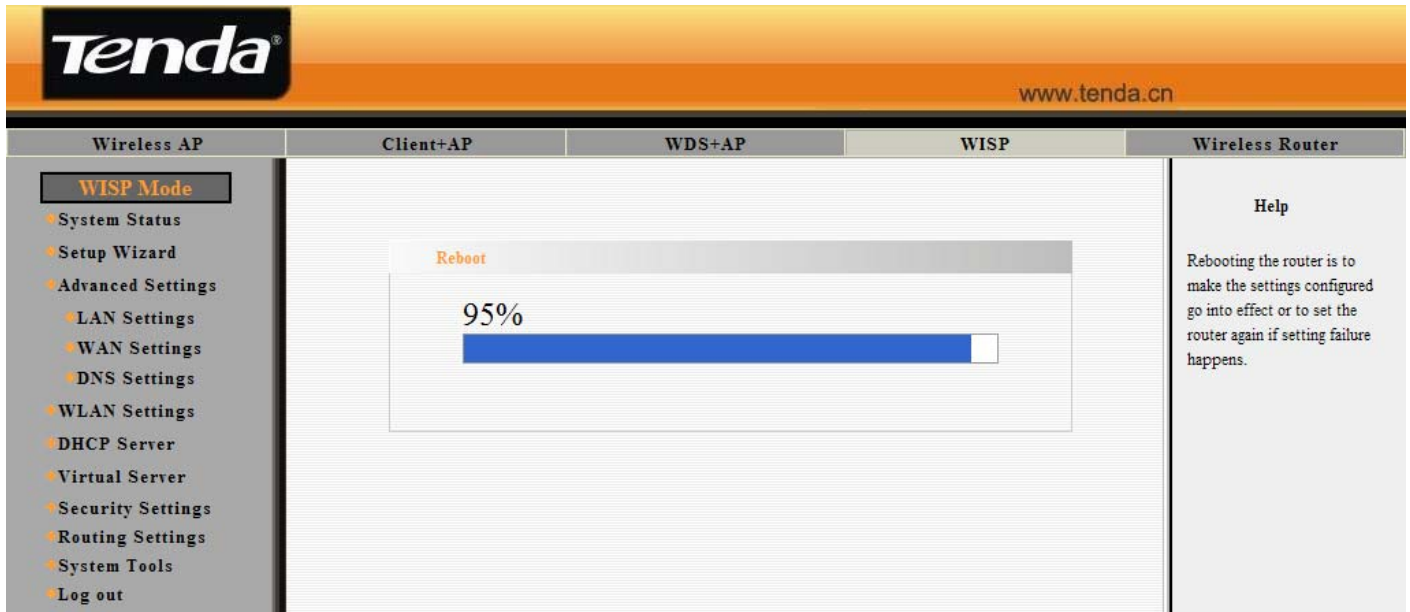 Tenda®
www.tenda.cn
Wireless AP
Client+AP
WDS+AP
WISP
Wireless Router
WISP Mode
System Status
Setup Wizard
Advanced Settings
LAN Settings
WAN Settings
DNS Settings
WLAN Settings
DHCP Server
Virtual Server
Security Settings
Routing Settings
System Tools
Log out
Reboot
95%
Help
Rebooting the router is to
make the settings configured
go into effect or to set the
router again if setting failure
happens.